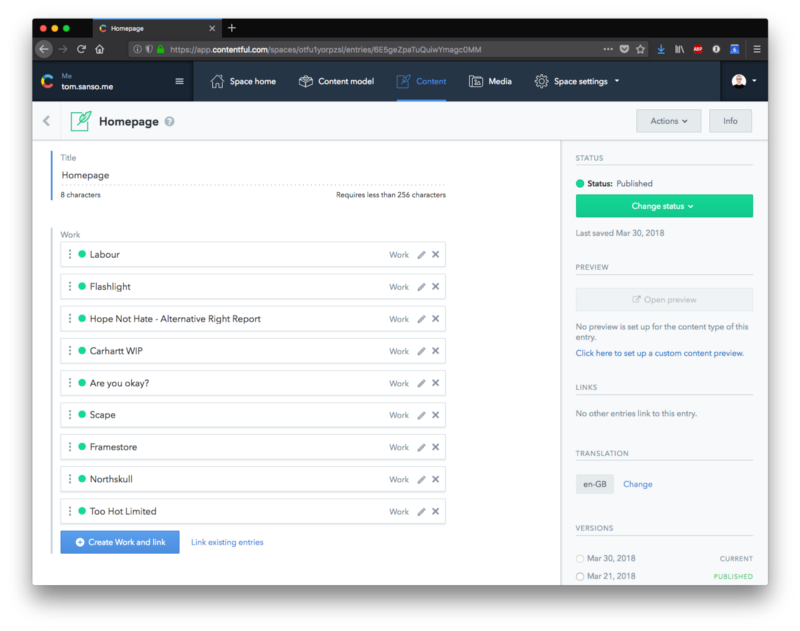 Homepage
https://app.contentful.com/spaces/otfu1yorpzsl/entries/6E5geZpaTuQuiwYmagc0MM
ABP
Me
tom.sanso.me
Space home
Content model
Content
Media
Space settings
Homepage
Actions
Info
Title
Homepage
8 characters
Requires less than 256 characters
Work
Labour Work
Flashlight Work
Hope Not Hate - Alternative Right Report Work
Carhartt WIP Work
Are you okay? Work
Scape Work
Framestore Work
Northskull Work
Too Hot Limited Work
Create Work and link
Link existing entries
STATUS
Status: Published
Change status
Last saved Mar 30, 2018
PREVIEW
Open preview
No preview is set up for the content type of this
entry.
Click here to set up a custom content preview.
LINKS
No other entries link to this entry.
TRANSLATION
en-GB Change
VERSIONS
Mar 30, 2018 CURRENT
Mar 21, 2018 PUBLISHED